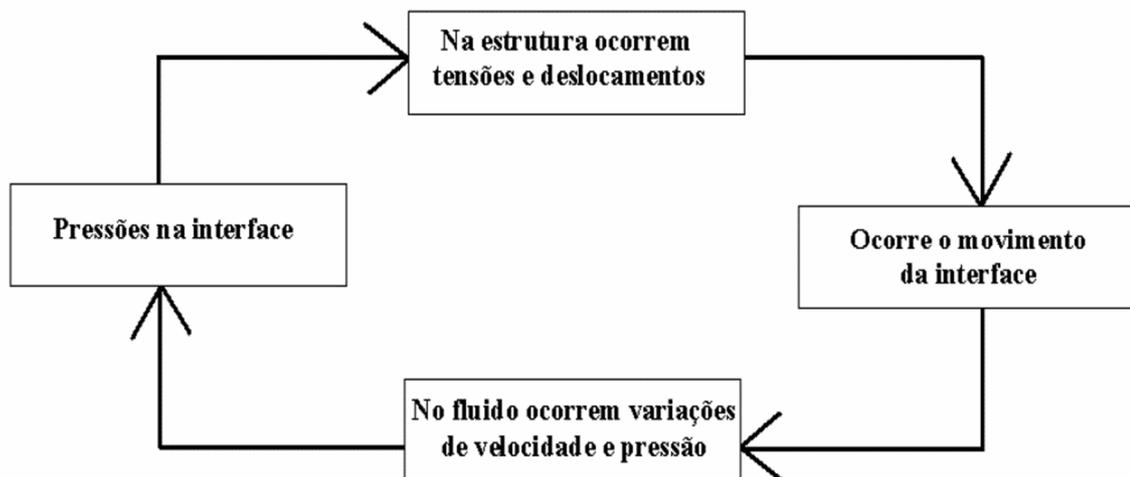 Na estrutura ocorrem
tensões e deslocamentos
Pressões na interface
Ocorre o movimento
da interface
No fluido ocorrem variações
de velocidade e pressão